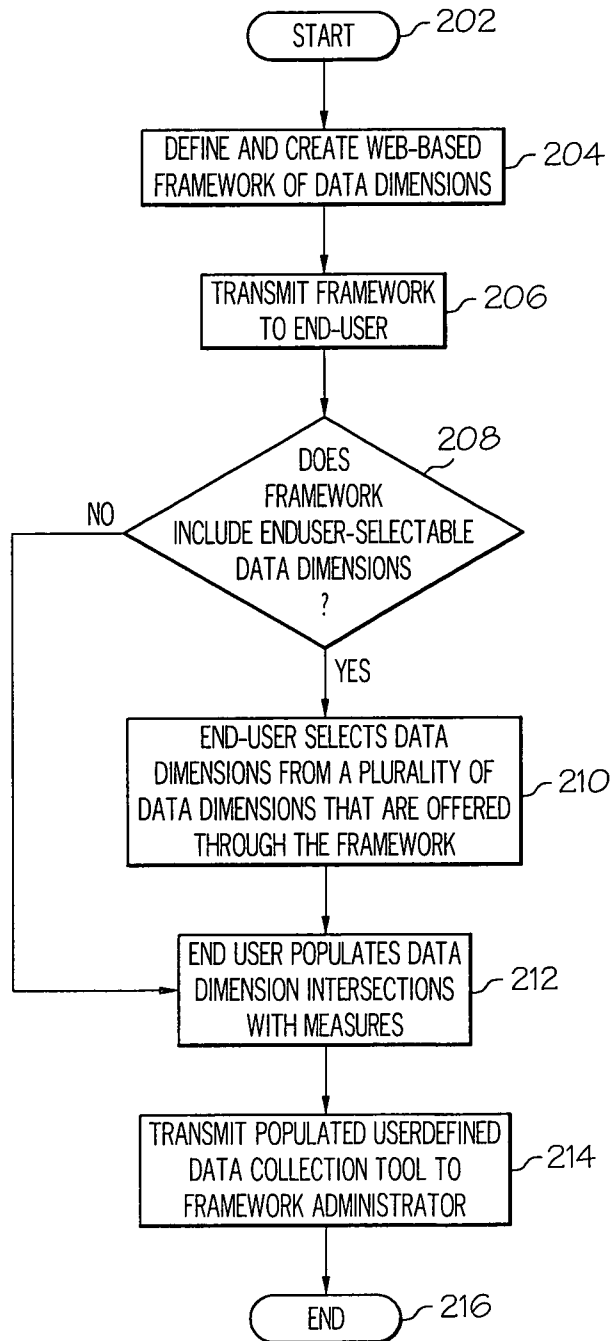 START
202
DEFINE AND CREATE WEB-BASED
FRAMEWORK OF DATA DIMENSIONS
204
TRANSMIT FRAMEWORK
TO END-USER
206
208
DOES
FRAMEWORK
INCLUDE ENDUSER-SELECTABLE
DATA DIMENSIONS
?
NO
YES
END-USER SELECTS DATA
DIMENSIONS FROM A PLURALITY OF
DATA DIMENSIONS THAT ARE OFFERED
THROUGH THE FRAMEWORK
210
END USER POPULATES DATA
DIMENSION INTERSECTIONS
WITH MEASURES
212
TRANSMIT POPULATED USERDEFINED
DATA COLLECTION TOOL TO
FRAMEWORK ADMINISTRATOR
214
END
216